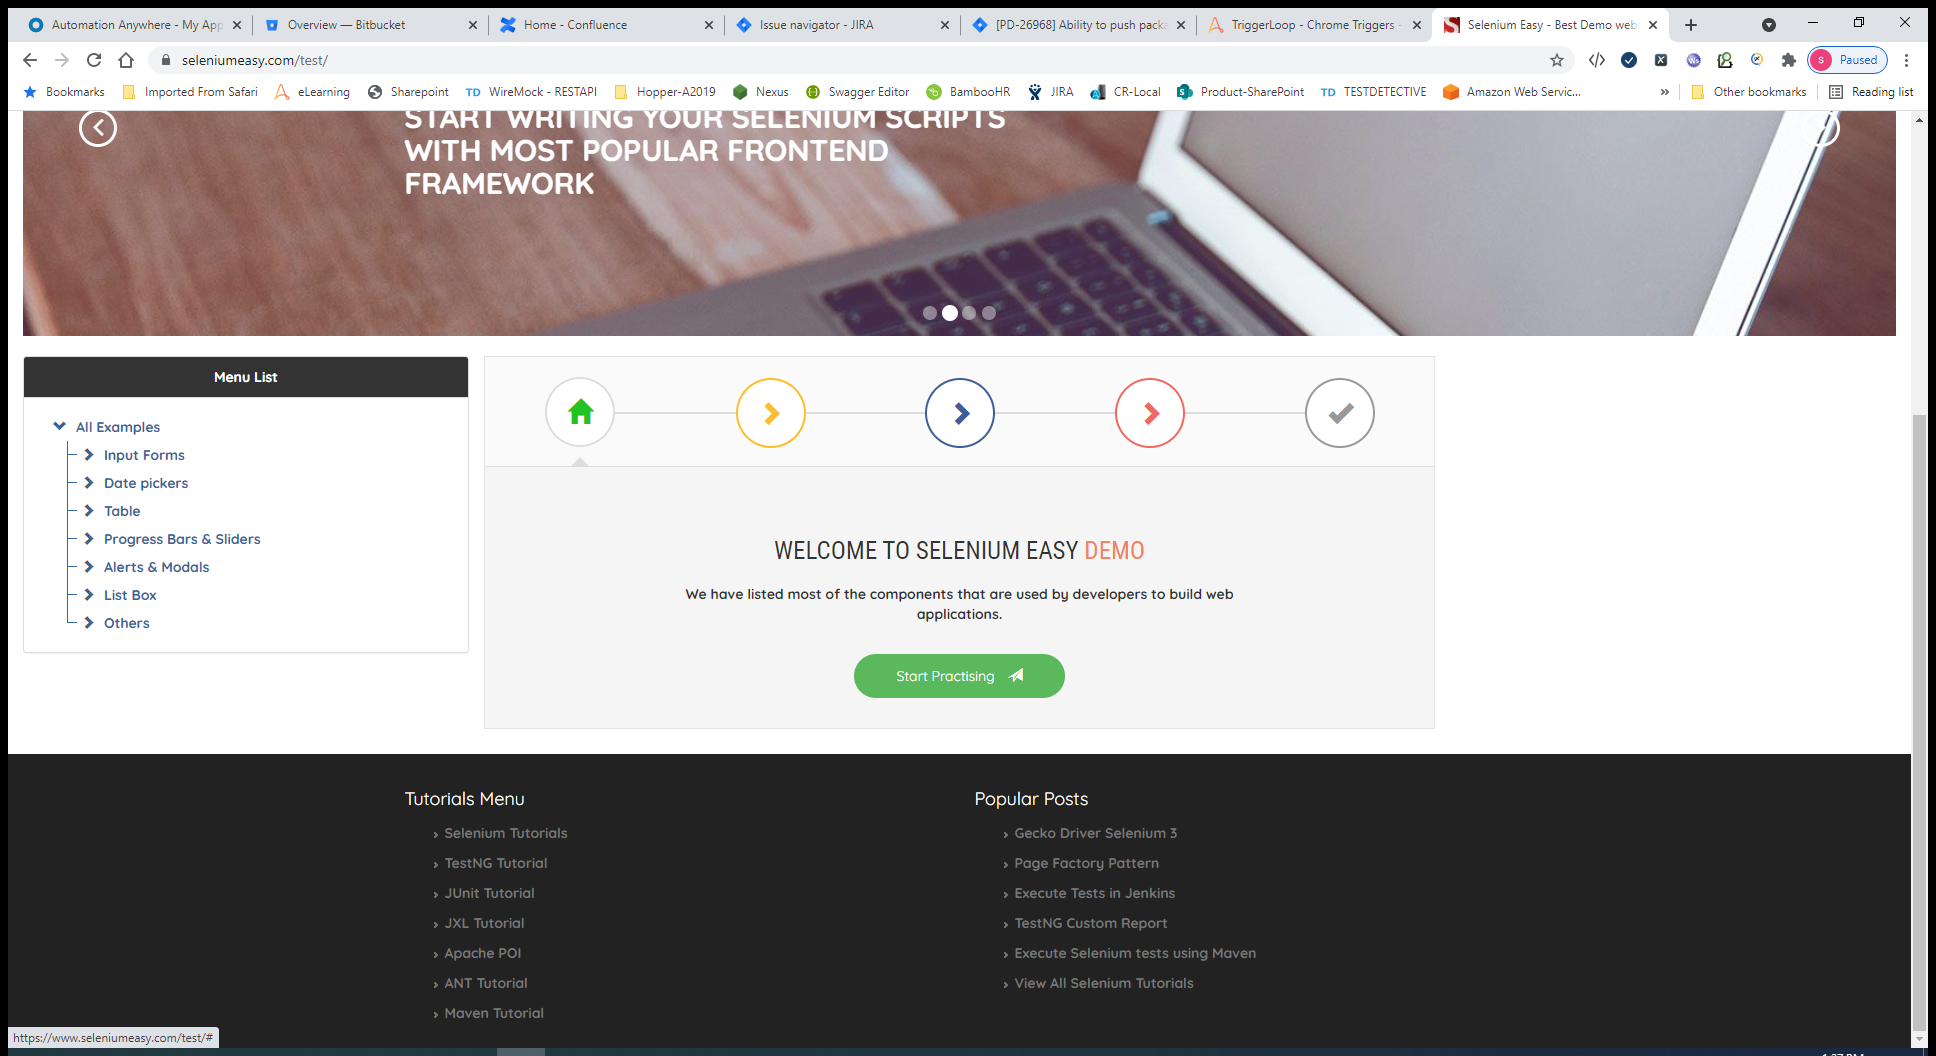 Automation Anywhere - My App
Overview — Bitbucket
Home - Confluence
Issue navigator - JIRA
[PD-26968] Ability to push packa
TriggerLoop - Chrome Triggers -
Selenium Easy - Best Demo web
seleniumeasy.com/test/
S Paused
Bookmarks
Imported From Safari
eLearning
Sharepoint
TD WireMock - RESTAPI
Hopper-A2019
Nexus
Swagger Editor
BambooHR
JIRA
CR-Local
Product-SharePoint
TD TESTDETECTIVE
Amazon Web Servic...
»
Other bookmarks
Reading list
START WRITING YOUR SELENIUM SCRIPTS
WITH MOST POPULAR FRONTEND
FRAMEWORK
Menu List
All Examples
Input Forms
Date pickers
Table
Progress Bars & Sliders
Alerts & Modals
List Box
Others
WELCOME TO SELENIUM EASY DEMO
We have listed most of the components that are used by developers to build web
applications.
Start Practising
Tutorials Menu
Selenium Tutorials
TestNG Tutorial
JUnit Tutorial
JXL Tutorial
Apache POI
ANT Tutorial
Maven Tutorial
Popular Posts
Gecko Driver Selenium 3
Page Factory Pattern
Execute Tests in Jenkins
TestNG Custom Report
Execute Selenium tests using Maven
View All Selenium Tutorials
https://www.seleniumeasy.com/test/#